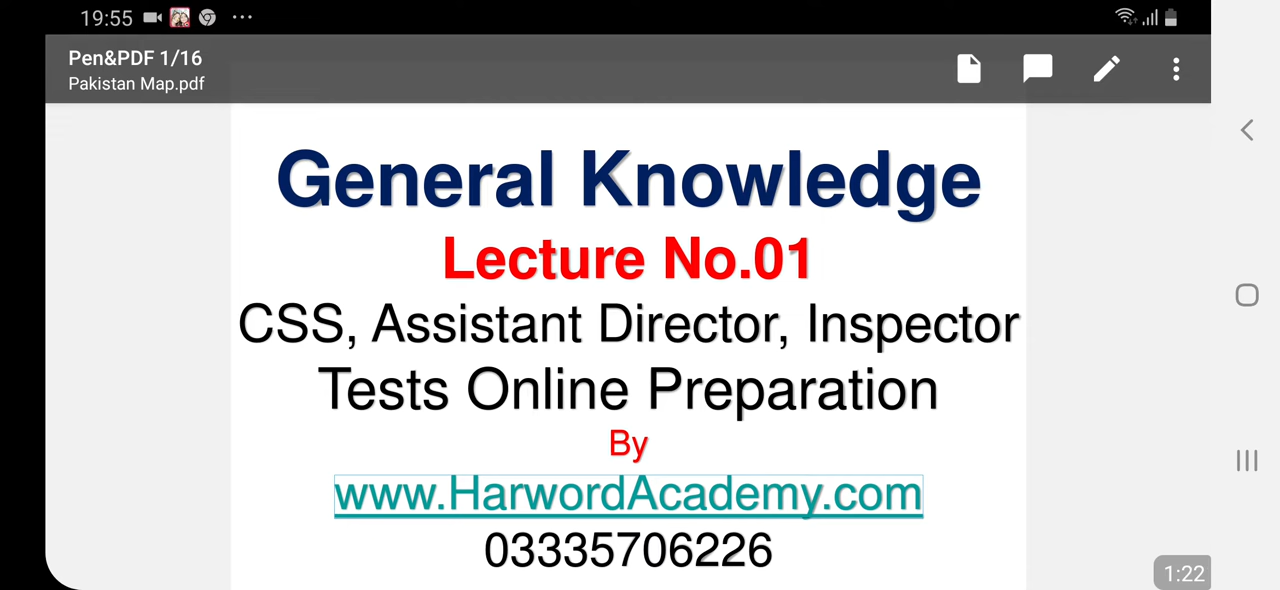 19:55
Pen&PDF 1/16
Pakistan Map.pdf
General Knowledge
Lecture No.01
CSS, Assistant Director, Inspector
Tests Online Preparation
By
www.HarwordAcademy.com
03335706226
1:22